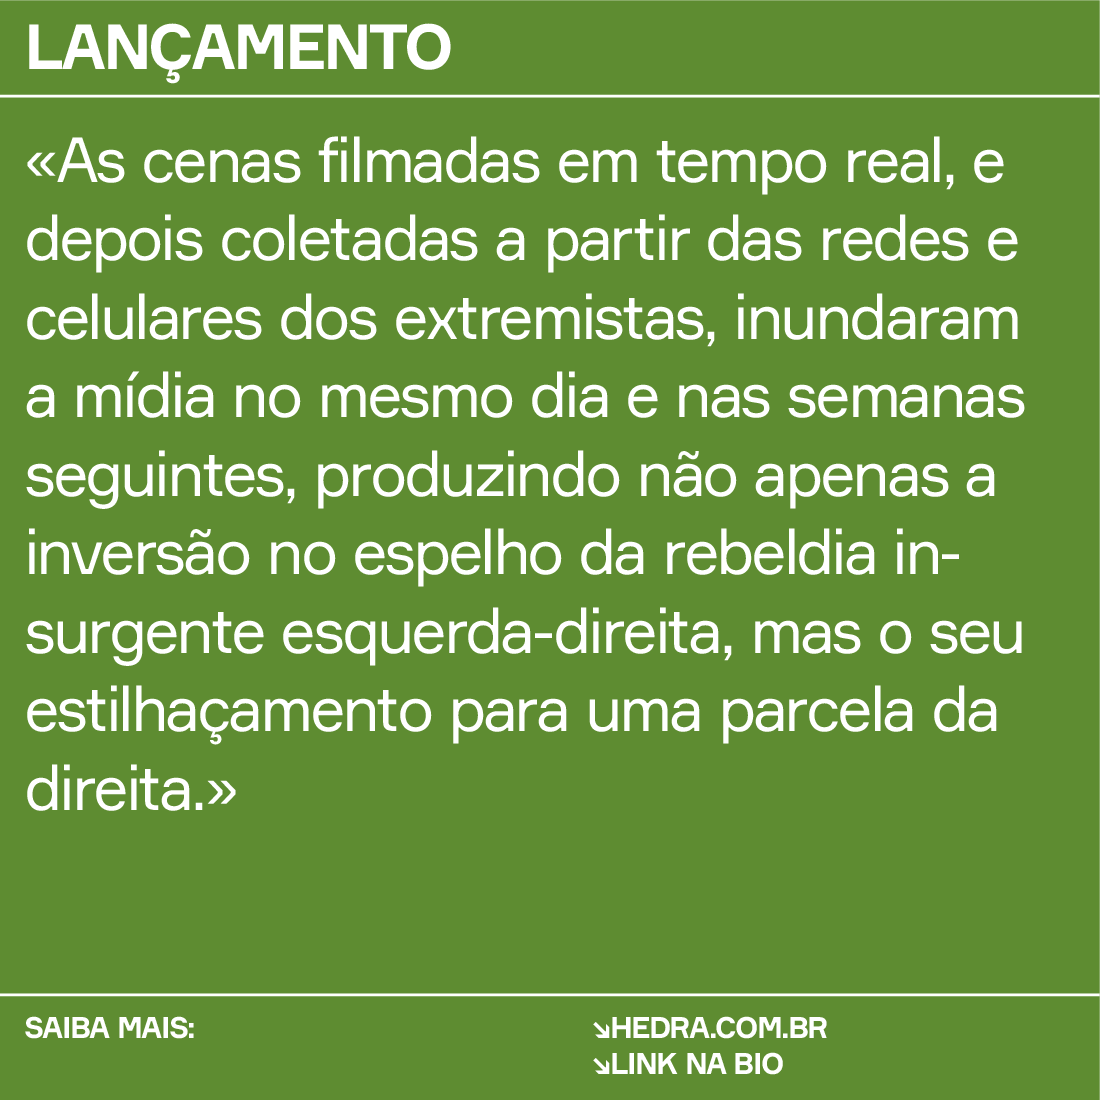 LANÇAMENTO
«As cenas filmadas em tempo real, e
depois coletadas a partir das redes e
celulares dos extremistas, inundaram
a mídia no mesmo dia e nas semanas
seguintes, produzindo não apenas a
inversão no espelho da rebeldia in-
surgente esquerda-direita, mas o seu
estilhaçamento para uma parcela da
direita.»
SAIBA MAIS:
↘HEDRA.COM.BR
↘LINK NA BIO